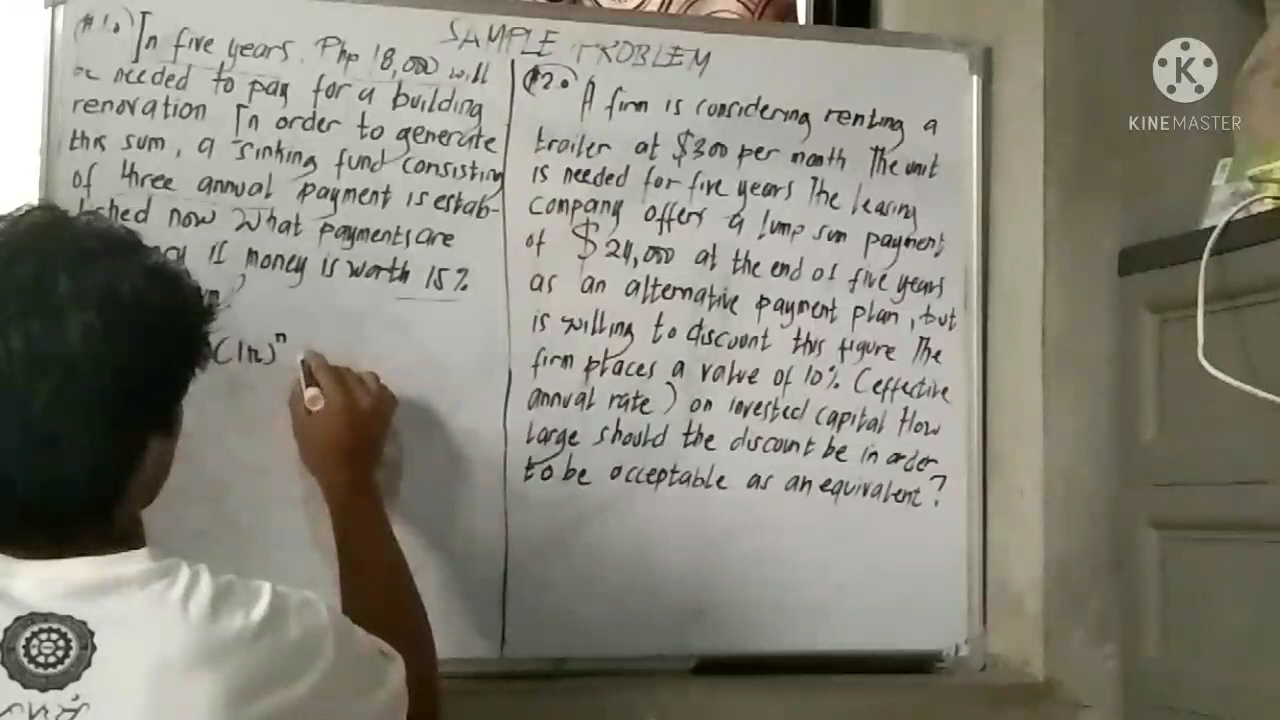 SAMPLE PROBLEM
#1.) In five years. Php 18,000 will
be needed to pay for a building
renovation In order to generate
this sum, a sinking fund consisting
of three annual payment is estab-
lished now What payments are
if money is worth 15%
(1+i)ⁿ
#2.) A firm is considering renting a
trailer at $300 per month The unit
is needed for five years The leasing
company offers a lump sum payment
of $24,000 at the end of five years
as an alternative payment plan, but
is willing to discount this figure The
firm places a value of 10% (effective
annual rate) on invested capital How
large should the discount be in order
to be acceptable as an equivalent?
K
KINEMASTER